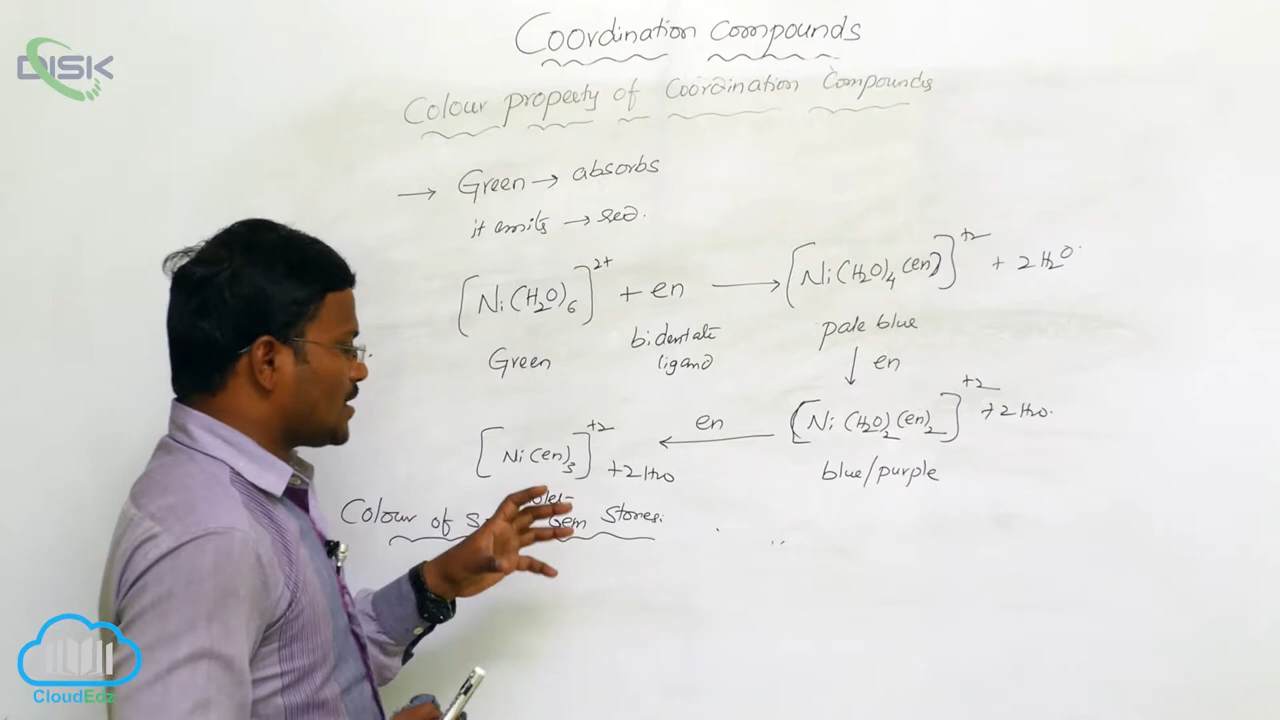 DISK
Coordination Compounds
Colour property of Coordination Compounds
→ Green → absorbs
it emits → red.
[Ni(H₂O)₆]²⁺ + en → [Ni(H₂O)₄(en)]⁺² + 2H₂O
Green
bidentate
ligand
pale blue
↓ en
[Ni(H₂O)₂(en)₂]⁺² + 2H₂O.
blue/purple
← en
[Ni(en)₃]⁺² + 2H₂O
Colour of Gem Stones:
CloudEdz